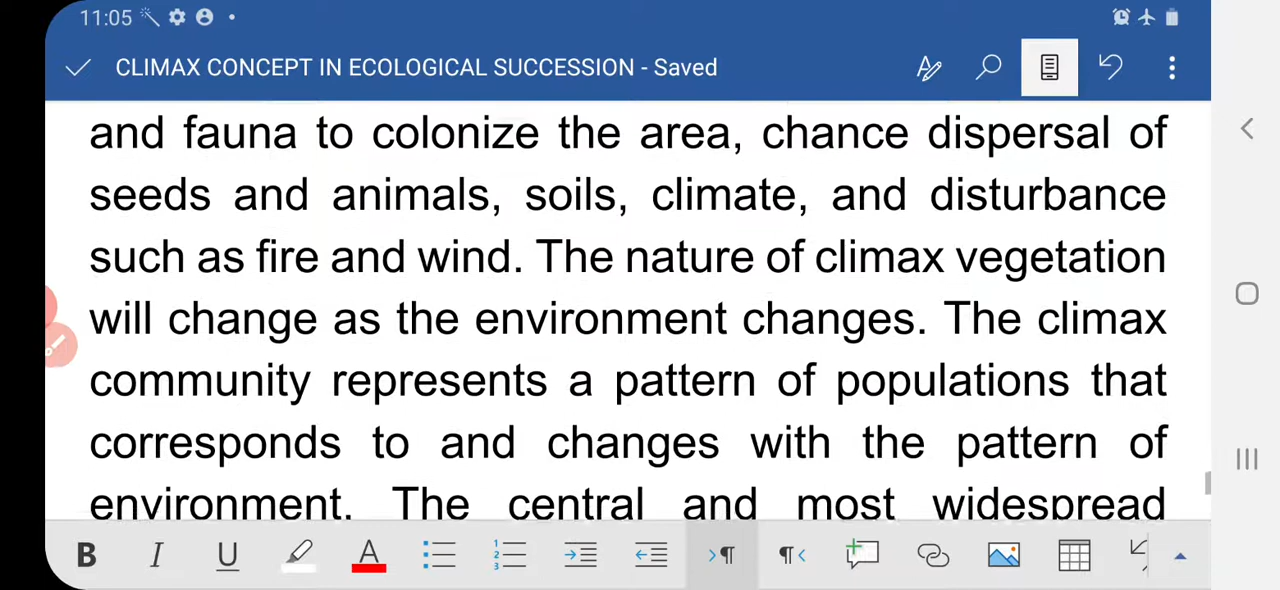 11:05
CLIMAX CONCEPT IN ECOLOGICAL SUCCESSION - Saved
and fauna to colonize the area, chance dispersal of
seeds and animals, soils, climate, and disturbance
such as fire and wind. The nature of climax vegetation
will change as the environment changes. The climax
community represents a pattern of populations that
corresponds to and changes with the pattern of
environment. The central and most widespread
B I U A